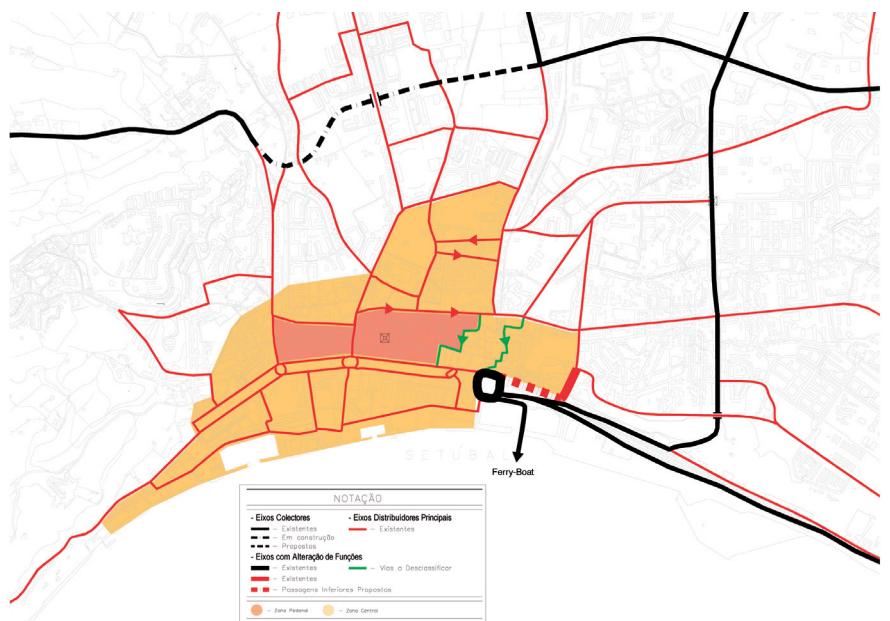 SETÚBAL
Ferry-Boat
NOTAÇÃO
- Eixos Colectores
- Eixos Distribuidores Principais
- Existentes
- Existentes
- Em construção
- Propostos
- Eixos com Alteração de Funções
- Existentes
- Vias a Desclassificar
- Existentes
- Passagens Inferiores Propostos
- Zona Pedonal
- Zona Central